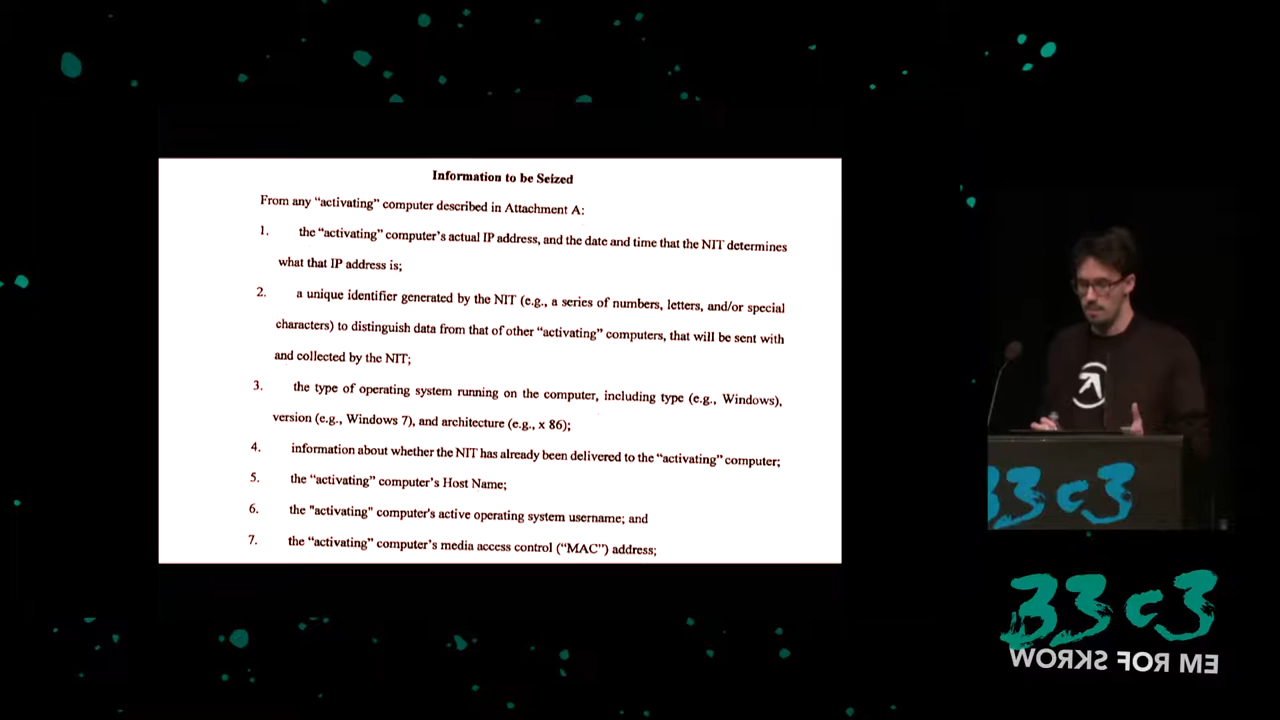 Information to be Seized
From any “activating” computer described in Attachment A:
1. the “activating” computer’s actual IP address, and the date and time that the NIT determines
what that IP address is;
2. a unique identifier generated by the NIT (e.g., a series of numbers, letters, and/or special
characters) to distinguish data from that of other “activating” computers, that will be sent with
and collected by the NIT;
3. the type of operating system running on the computer, including type (e.g., Windows),
version (e.g., Windows 7), and architecture (e.g., x 86);
4. information about whether the NIT has already been delivered to the “activating” computer;
5. the “activating” computer’s Host Name;
6. the "activating" computer's active operating system username; and
7. the “activating” computer’s media access control (“MAC”) address;
33c3
33c3
WORKS FOR ME